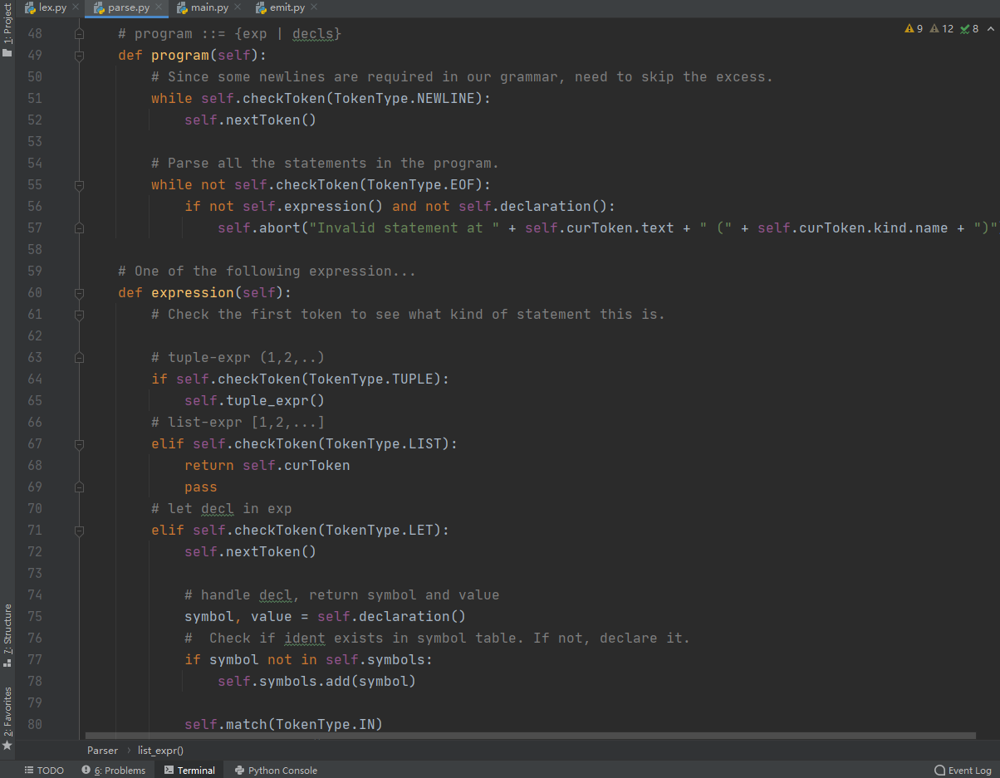 lex.py
parse.py
main.py
emit.py
1: Project
9 12 8
48 # program ::= {exp | decls}
49 def program(self):
50 # Since some newlines are required in our grammar, need to skip the excess.
51 while self.checkToken(TokenType.NEWLINE):
52 self.nextToken()
53
54 # Parse all the statements in the program.
55 while not self.checkToken(TokenType.EOF):
56 if not self.expression() and not self.declaration():
57 self.abort("Invalid statement at " + self.curToken.text + " (" + self.curToken.kind.name + ")"
58
59 # One of the following expression...
60 def expression(self):
61 # Check the first token to see what kind of statement this is.
62
63 # tuple-expr (1,2,..)
64 if self.checkToken(TokenType.TUPLE):
65 self.tuple_expr()
66 # list-expr [1,2,...]
67 elif self.checkToken(TokenType.LIST):
68 return self.curToken
69 pass
70 # let decl in exp
71 elif self.checkToken(TokenType.LET):
72 self.nextToken()
73
74 # handle decl, return symbol and value
75 symbol, value = self.declaration()
76 #  Check if ident exists in symbol table. If not, declare it.
77 if symbol not in self.symbols:
78 self.symbols.add(symbol)
79
80 self.match(TokenType.IN)
7: Structure
2: Favorites
Parser › list_expr()
TODO
6: Problems
Terminal
Python Console
Event Log